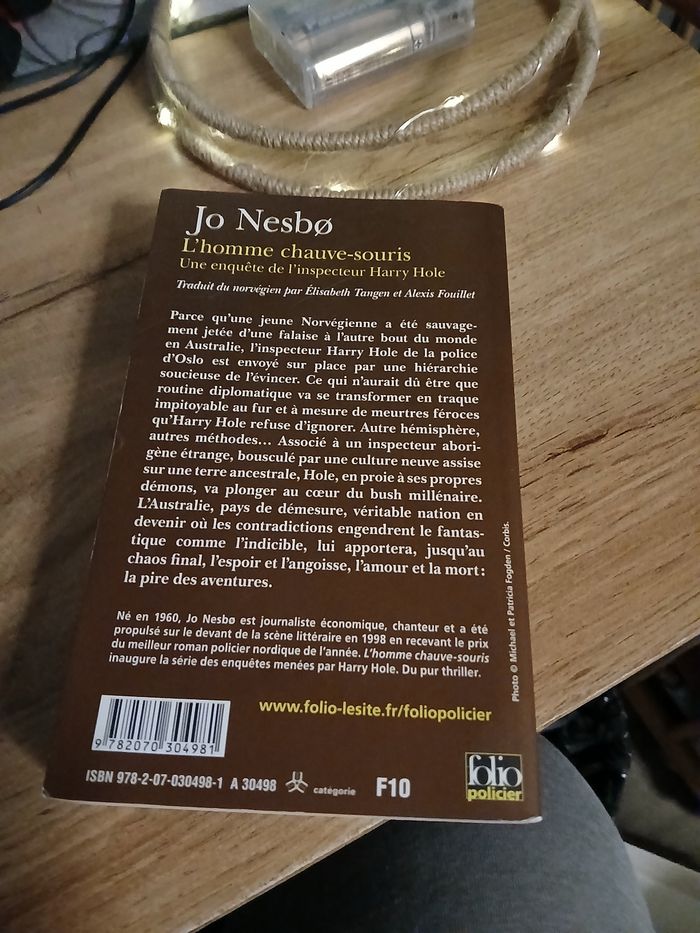 Jo Nesbø
L'homme chauve-souris
Une enquête de l'inspecteur Harry Hole
Traduit du norvégien par Élisabeth Tangen et Alexis Fouillet
Parce qu'une jeune Norvégienne a été sauvage-
ment jetée d'une falaise à l'autre bout du monde
en Australie, l'inspecteur Harry Hole de la police
d'Oslo est envoyé sur place par une hiérarchie
soucieuse de l'évincer. Ce qui n'aurait dû être que
routine diplomatique va se transformer en traque
impitoyable au fur et à mesure de meurtres féroces
qu'Harry Hole refuse d'ignorer. Autre hémisphère,
autres méthodes... Associé à un inspecteur abori-
gène étrange, bousculé par une culture neuve assise
sur une terre ancestrale, Hole, en proie à ses propres
démons, va plonger au cœur du bush millénaire.
L'Australie, pays de démesure, véritable nation en
devenir où les contradictions engendrent le fantas-
tique comme l'indicible, lui apportera, jusqu'au
chaos final, l'espoir et l'angoisse, l'amour et la mort :
la pire des aventures.
Né en 1960, Jo Nesbø est journaliste économique, chanteur et a été
propulsé sur le devant de la scène littéraire en 1998 en recevant le prix
du meilleur roman policier nordique de l'année. L'homme chauve-souris
inaugure la série des enquêtes menées par Harry Hole. Du pur thriller.
Photo © Michael et Patricia Fogden / Corbis.
www.folio-lesite.fr/foliopolicier
9 782070 304981
ISBN 978-2-07-030498-1 A 30498 catégorie F10
folio
policier